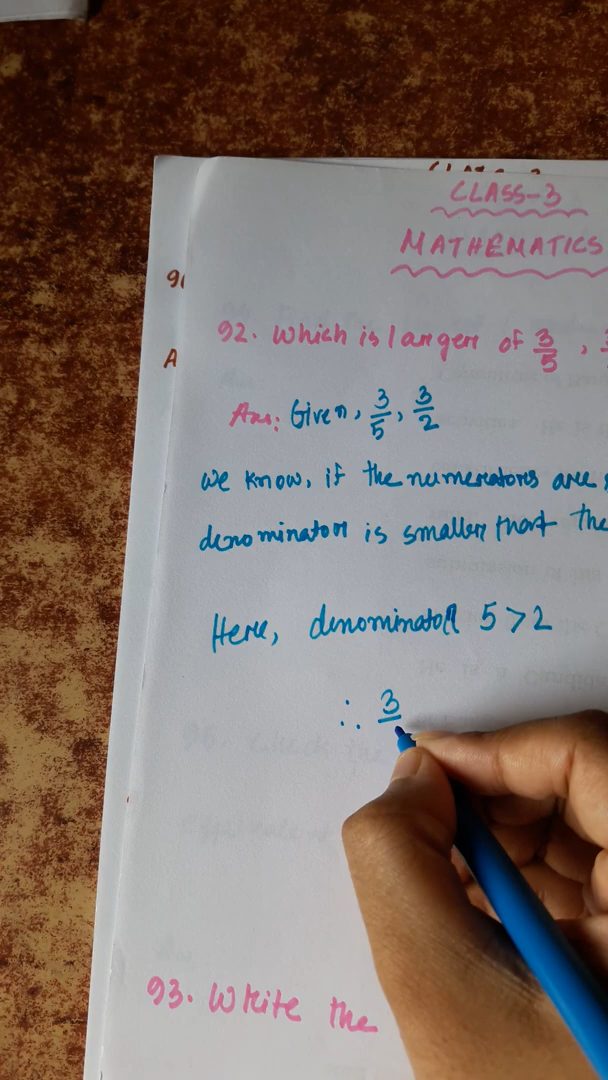 CLASS-3
MATHEMATICS
92. Which is larger of 3/5 ,
Ans: Given, 3/5, 3/2
We know, if the numerators are
denominator is smaller than the
Here, denominator 5 > 2
∴ 3
93. Write the